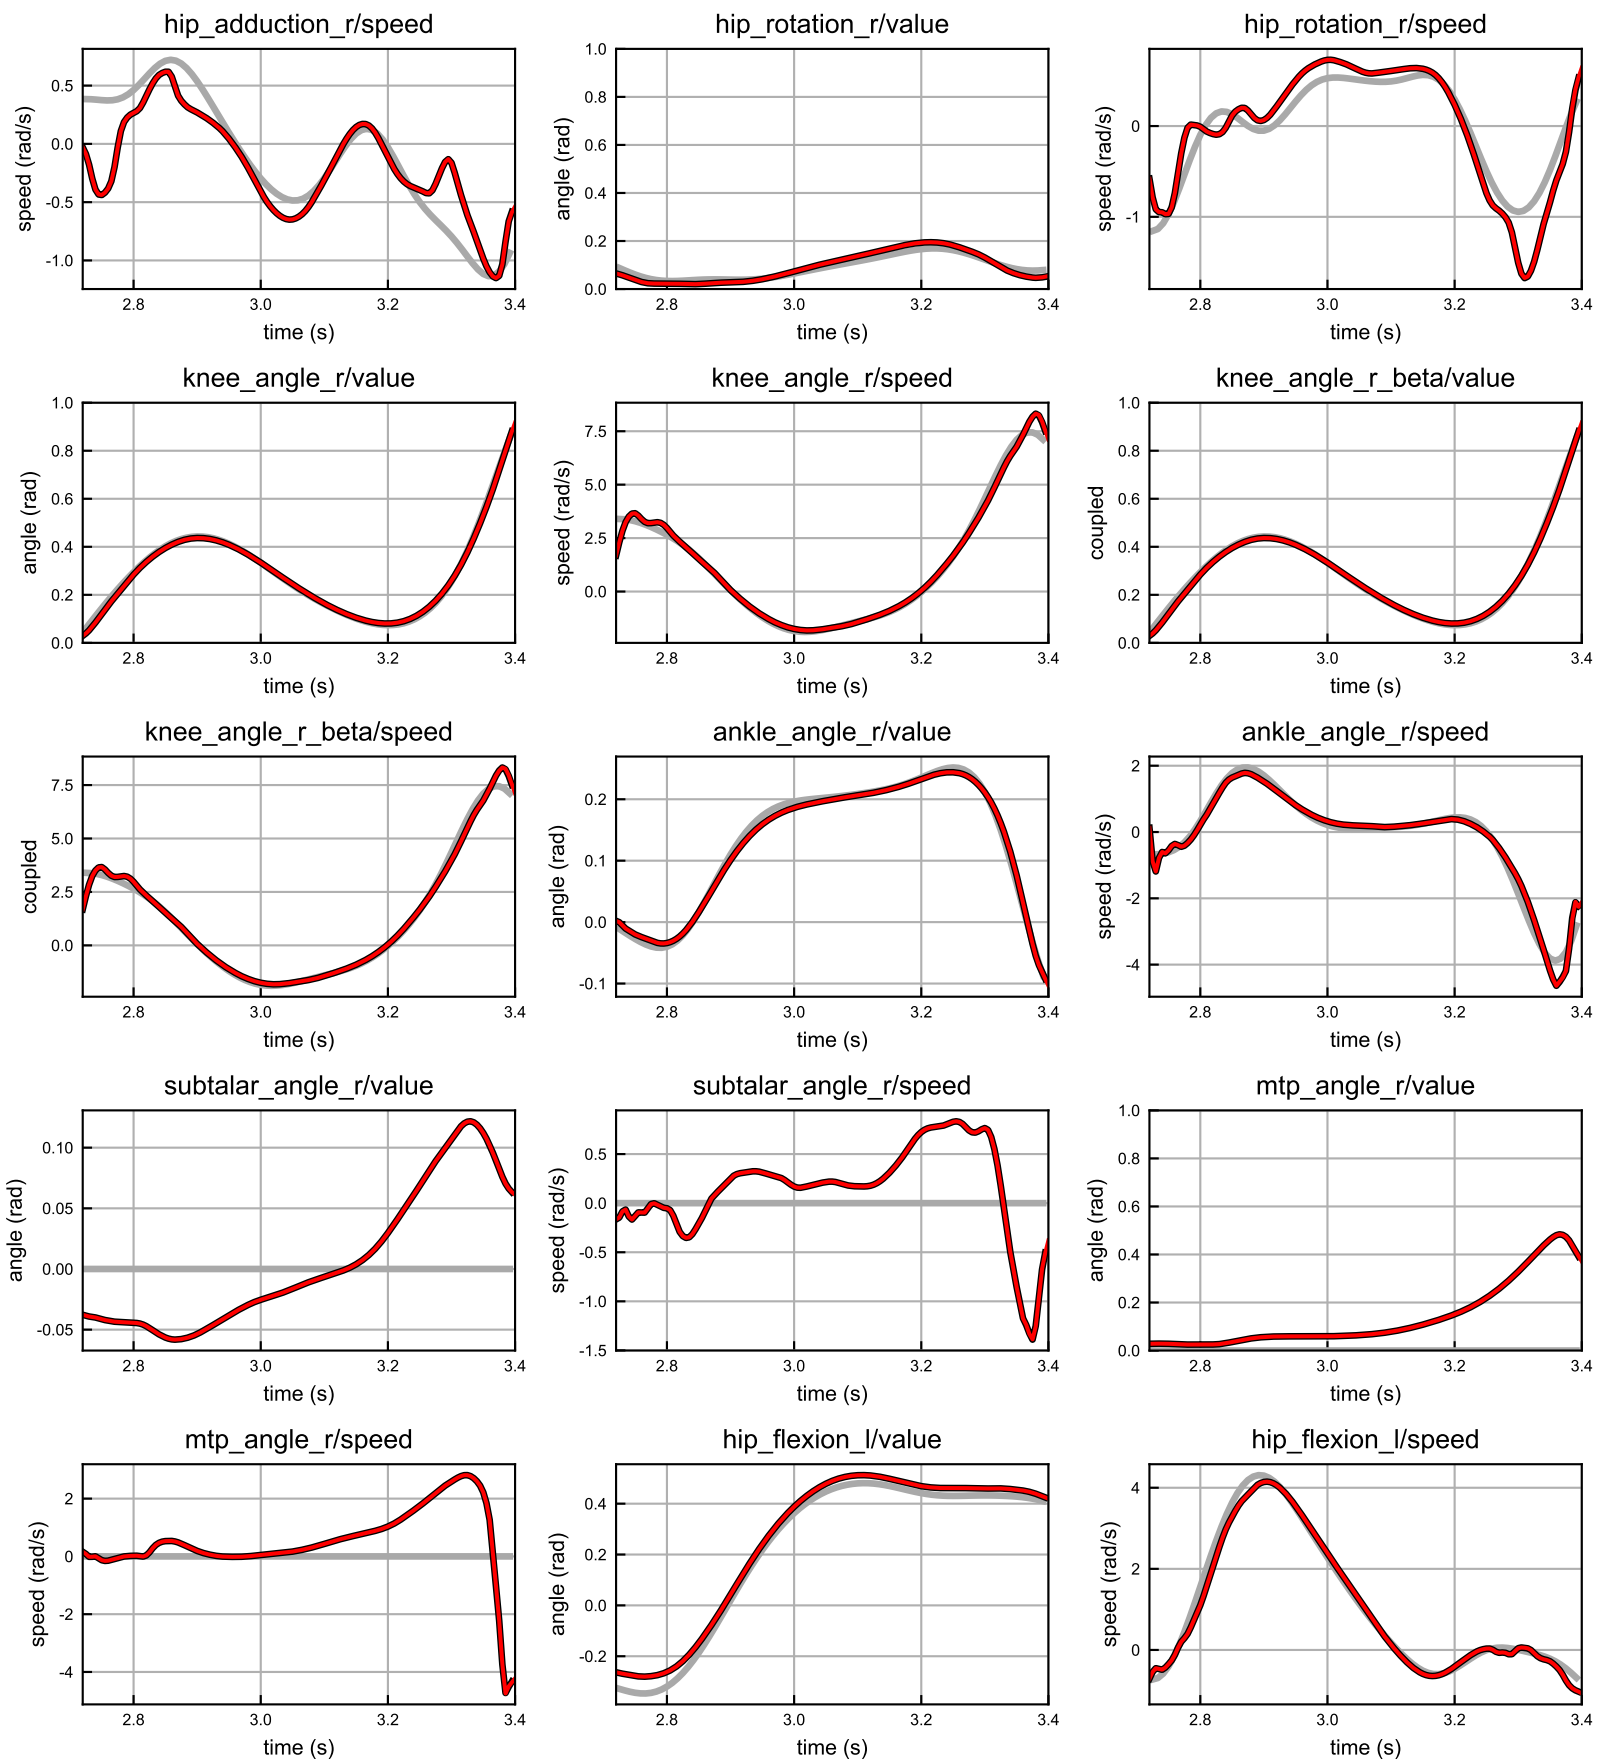 hip_adduction_r/speed
speed (rad/s)
0.5
0.0
-0.5
-1.0
2.8 3.0 3.2 3.4
time (s)
hip_rotation_r/value
angle (rad)
1.0
0.8
0.6
0.4
0.2
0.0
2.8 3.0 3.2 3.4
time (s)
hip_rotation_r/speed
speed (rad/s)
0
-1
2.8 3.0 3.2 3.4
time (s)
knee_angle_r/value
angle (rad)
1.0
0.8
0.6
0.4
0.2
0.0
2.8 3.0 3.2 3.4
time (s)
knee_angle_r/speed
speed (rad/s)
7.5
5.0
2.5
0.0
2.8 3.0 3.2 3.4
time (s)
knee_angle_r_beta/value
coupled
1.0
0.8
0.6
0.4
0.2
0.0
2.8 3.0 3.2 3.4
time (s)
knee_angle_r_beta/speed
coupled
7.5
5.0
2.5
0.0
2.8 3.0 3.2 3.4
time (s)
ankle_angle_r/value
angle (rad)
0.2
0.1
0.0
-0.1
2.8 3.0 3.2 3.4
time (s)
ankle_angle_r/speed
speed (rad/s)
2
0
-2
-4
2.8 3.0 3.2 3.4
time (s)
subtalar_angle_r/value
angle (rad)
0.10
0.05
0.00
-0.05
2.8 3.0 3.2 3.4
time (s)
subtalar_angle_r/speed
speed (rad/s)
0.5
0.0
-0.5
-1.0
-1.5
2.8 3.0 3.2 3.4
time (s)
mtp_angle_r/value
angle (rad)
1.0
0.8
0.6
0.4
0.2
0.0
2.8 3.0 3.2 3.4
time (s)
mtp_angle_r/speed
speed (rad/s)
2
0
-2
-4
2.8 3.0 3.2 3.4
time (s)
hip_flexion_l/value
angle (rad)
0.4
0.2
0.0
-0.2
2.8 3.0 3.2 3.4
time (s)
hip_flexion_l/speed
speed (rad/s)
4
2
0
2.8 3.0 3.2 3.4
time (s)